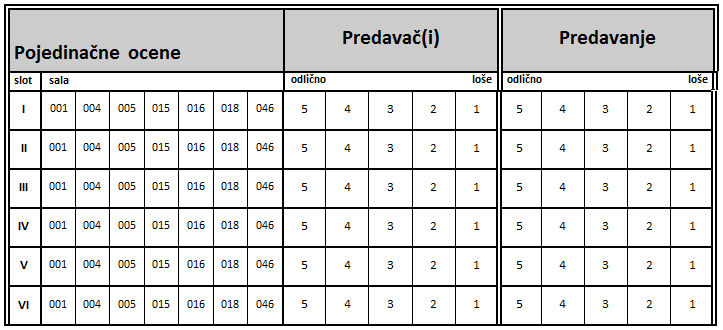 Pojedinačne ocene Predavač(i) Predavanje
slot sala odlično loše odlično loše
I 001 004 005 015 016 018 046 5 4 3 2 1 5 4 3 2 1
II 001 004 005 015 016 018 046 5 4 3 2 1 5 4 3 2 1
III 001 004 005 015 016 018 046 5 4 3 2 1 5 4 3 2 1
IV 001 004 005 015 016 018 046 5 4 3 2 1 5 4 3 2 1
V 001 004 005 015 016 018 046 5 4 3 2 1 5 4 3 2 1
VI 001 004 005 015 016 018 046 5 4 3 2 1 5 4 3 2 1